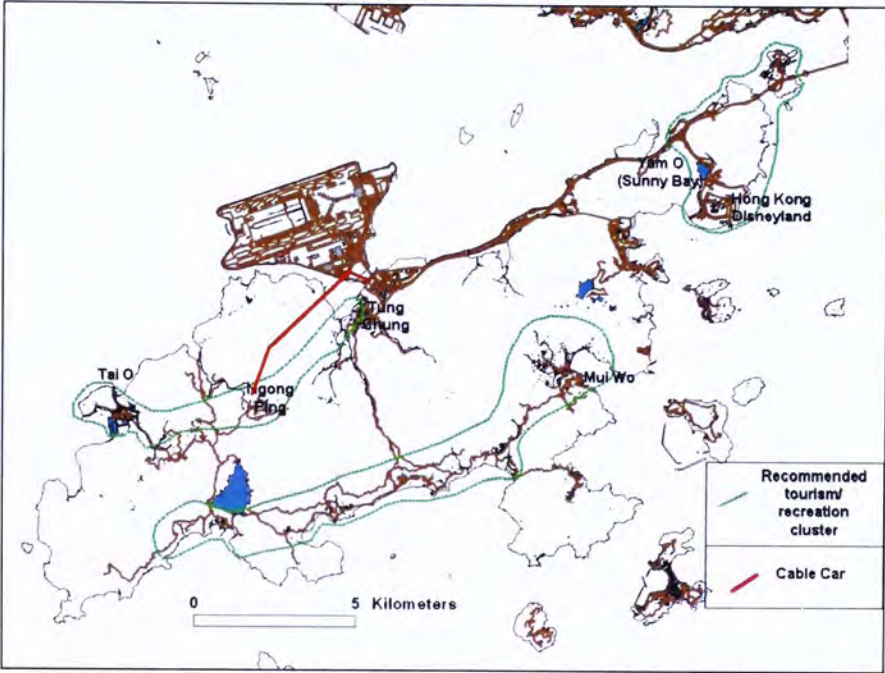 Yam O
(Sunny Bay)
Hong Kong
Disneyland
Tung
Chung
Tai O
Ngong
Ping
Mui Wo
Recommended
tourism/
recreation
cluster
Cable Car
0 5 Kilometers